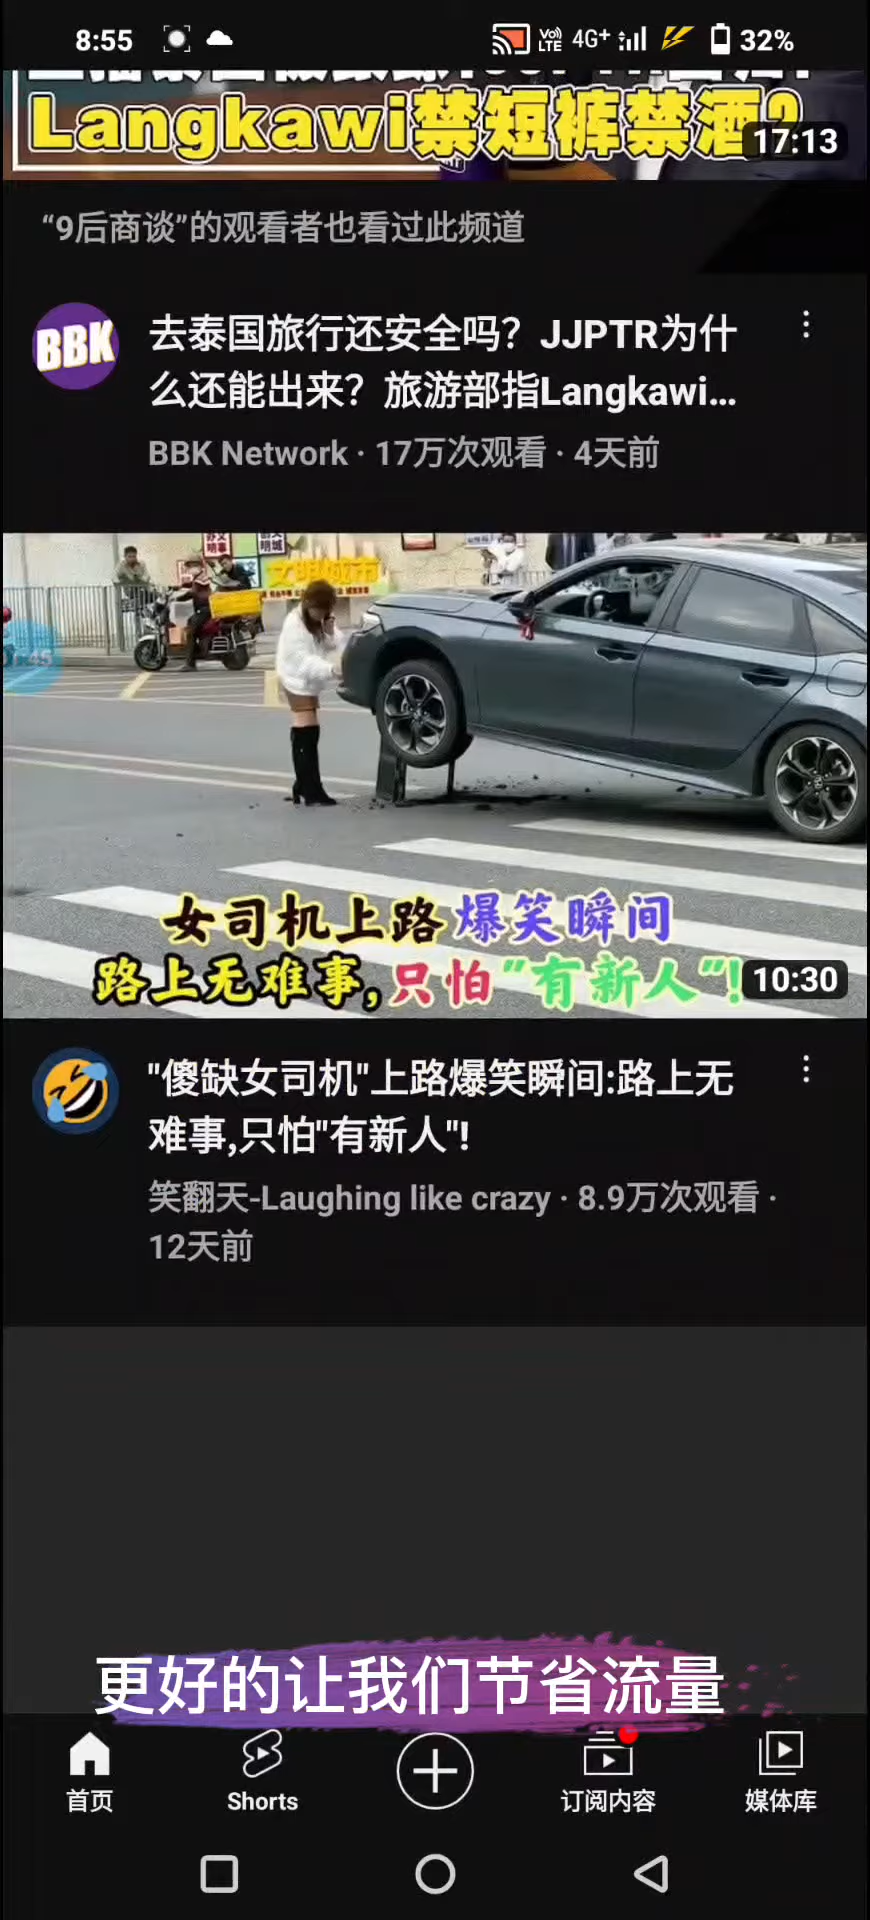 8:55
VoLTE 4G+ 32%
Langkawi禁短裤禁酒?
17:13
“9后商谈”的观看者也看过此频道
BBK
去泰国旅行还安全吗？JJPTR为什
么还能出来？旅游部指Langkawi...
BBK Network · 17万次观看 · 4天前
文明城市
01:45
女司机上路爆笑瞬间
路上无难事,只怕"有新人"!
10:30
"傻缺女司机"上路爆笑瞬间:路上无
难事,只怕"有新人"!
笑翻天-Laughing like crazy · 8.9万次观看 ·
12天前
更好的让我们节省流量
首页
Shorts
订阅内容
媒体库